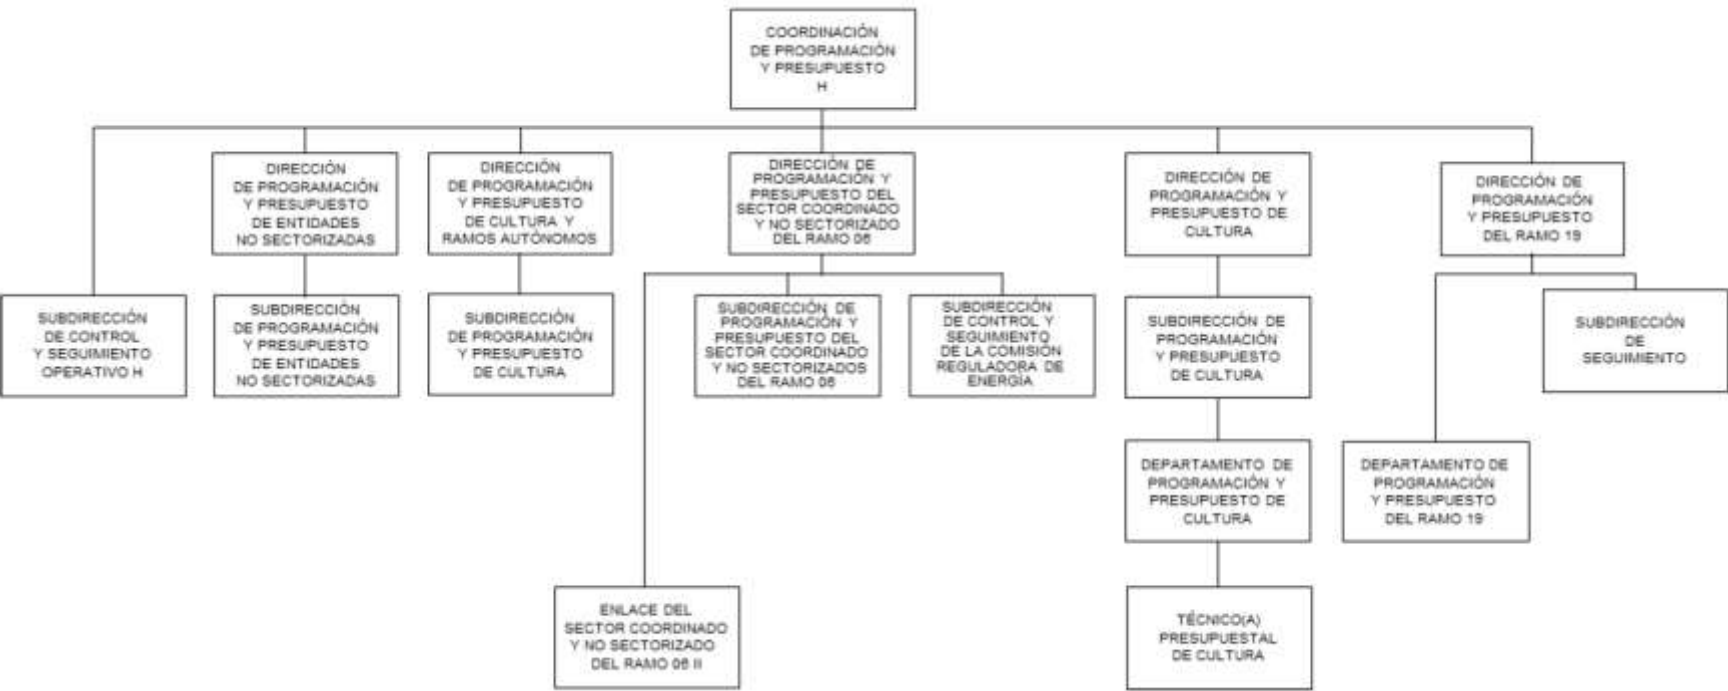 COORDINACIÓN
DE PROGRAMACIÓN
Y PRESUPUESTO
H
DIRECCIÓN
DE PROGRAMACIÓN
Y PRESUPUESTO
DE ENTIDADES
NO SECTORIZADAS
DIRECCIÓN
DE PROGRAMACIÓN
Y PRESUPUESTO
DE CULTURA Y
RAMOS AUTÓNOMOS
DIRECCIÓN DE
PROGRAMACIÓN Y
PRESUPUESTO DEL
SECTOR COORDINADO
Y NO SECTORIZADO
DEL RAMO 06
DIRECCIÓN DE
PROGRAMACIÓN Y
PRESUPUESTO DE
CULTURA
DIRECCIÓN DE
PROGRAMACIÓN
Y PRESUPUESTO
DEL RAMO 19
SUBDIRECCIÓN
DE CONTROL
Y SEGUIMIENTO
OPERATIVO H
SUBDIRECCIÓN
DE PROGRAMACIÓN
Y PRESUPUESTO
DE ENTIDADES
NO SECTORIZADAS
SUBDIRECCIÓN
DE PROGRAMACIÓN
Y PRESUPUESTO
DE CULTURA
SUBDIRECCIÓN DE
PROGRAMACIÓN Y
PRESUPUESTO DEL
SECTOR COORDINADO
Y NO SECTORIZADOS
DEL RAMO 06
SUBDIRECCIÓN
DE CONTROL Y
SEGUIMIENTO
DE LA COMISIÓN
REGULADORA DE
ENERGÍA
SUBDIRECCIÓN DE
PROGRAMACIÓN
Y PRESUPUESTO
DE CULTURA
SUBDIRECCIÓN
DE
SEGUIMIENTO
DEPARTAMENTO DE
PROGRAMACIÓN Y
PRESUPUESTO DE
CULTURA
DEPARTAMENTO DE
PROGRAMACIÓN
Y PRESUPUESTO
DEL RAMO 19
ENLACE DEL
SECTOR COORDINADO
Y NO SECTORIZADO
DEL RAMO 06 II
TÉCNICO(A)
PRESUPUESTAL
DE CULTURA